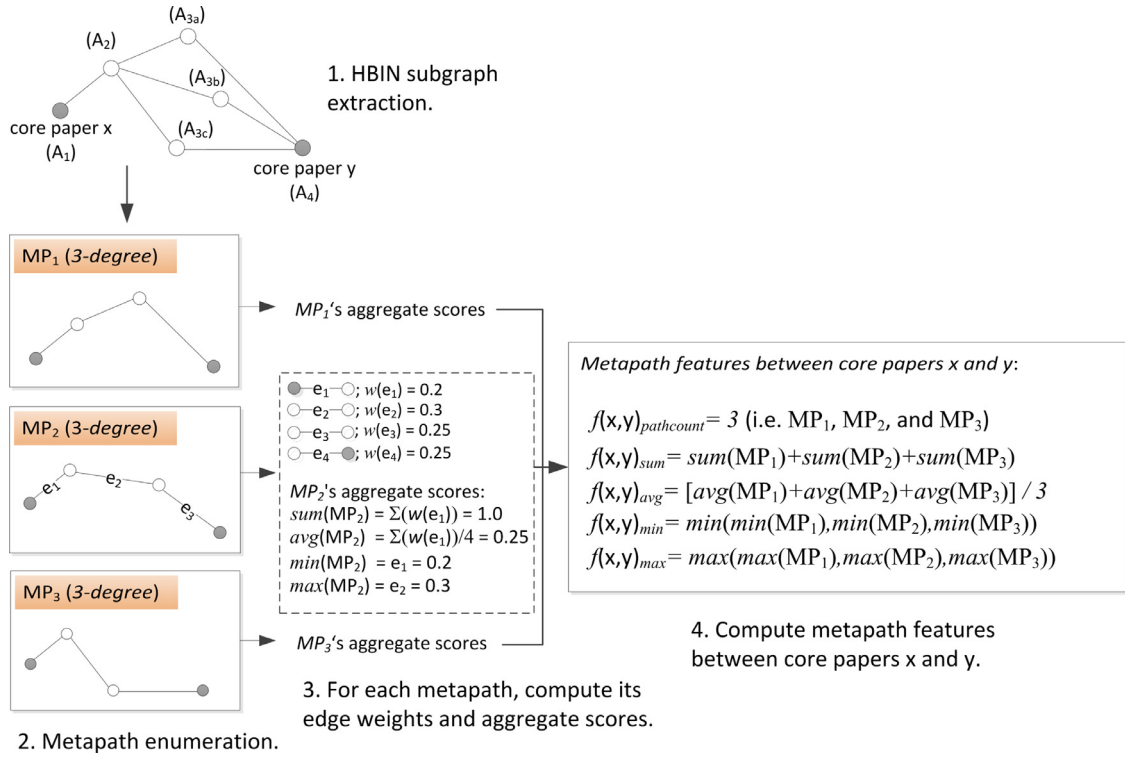 (A3a)
(A2)
(A3b)
1. HBIN subgraph
extraction.
core paper x
(A1)
(A3c)
core paper y
(A4)
MP1 (3-degree)
MP1‘s aggregate scores
MP2 (3-degree)
e1
e2
e3
e1 ; w(e1) = 0.2
e2 ; w(e2) = 0.3
e3 ; w(e3) = 0.25
e4 ; w(e4) = 0.25
MP2's aggregate scores:
sum(MP2) = Σ(w(e1)) = 1.0
avg(MP2) = Σ(w(e1))/4 = 0.25
min(MP2) = e1 = 0.2
max(MP2) = e2 = 0.3
MP3 (3-degree)
MP3‘s aggregate scores
2. Metapath enumeration.
3. For each metapath, compute its
edge weights and aggregate scores.
Metapath features between core papers x and y:
f(x,y)pathcount= 3 (i.e. MP1, MP2, and MP3)
f(x,y)sum= sum(MP1)+sum(MP2)+sum(MP3)
f(x,y)avg= [avg(MP1)+avg(MP2)+avg(MP3)] / 3
f(x,y)min= min(min(MP1),min(MP2),min(MP3))
f(x,y)max= max(max(MP1),max(MP2),max(MP3))
4. Compute metapath features
between core papers x and y.